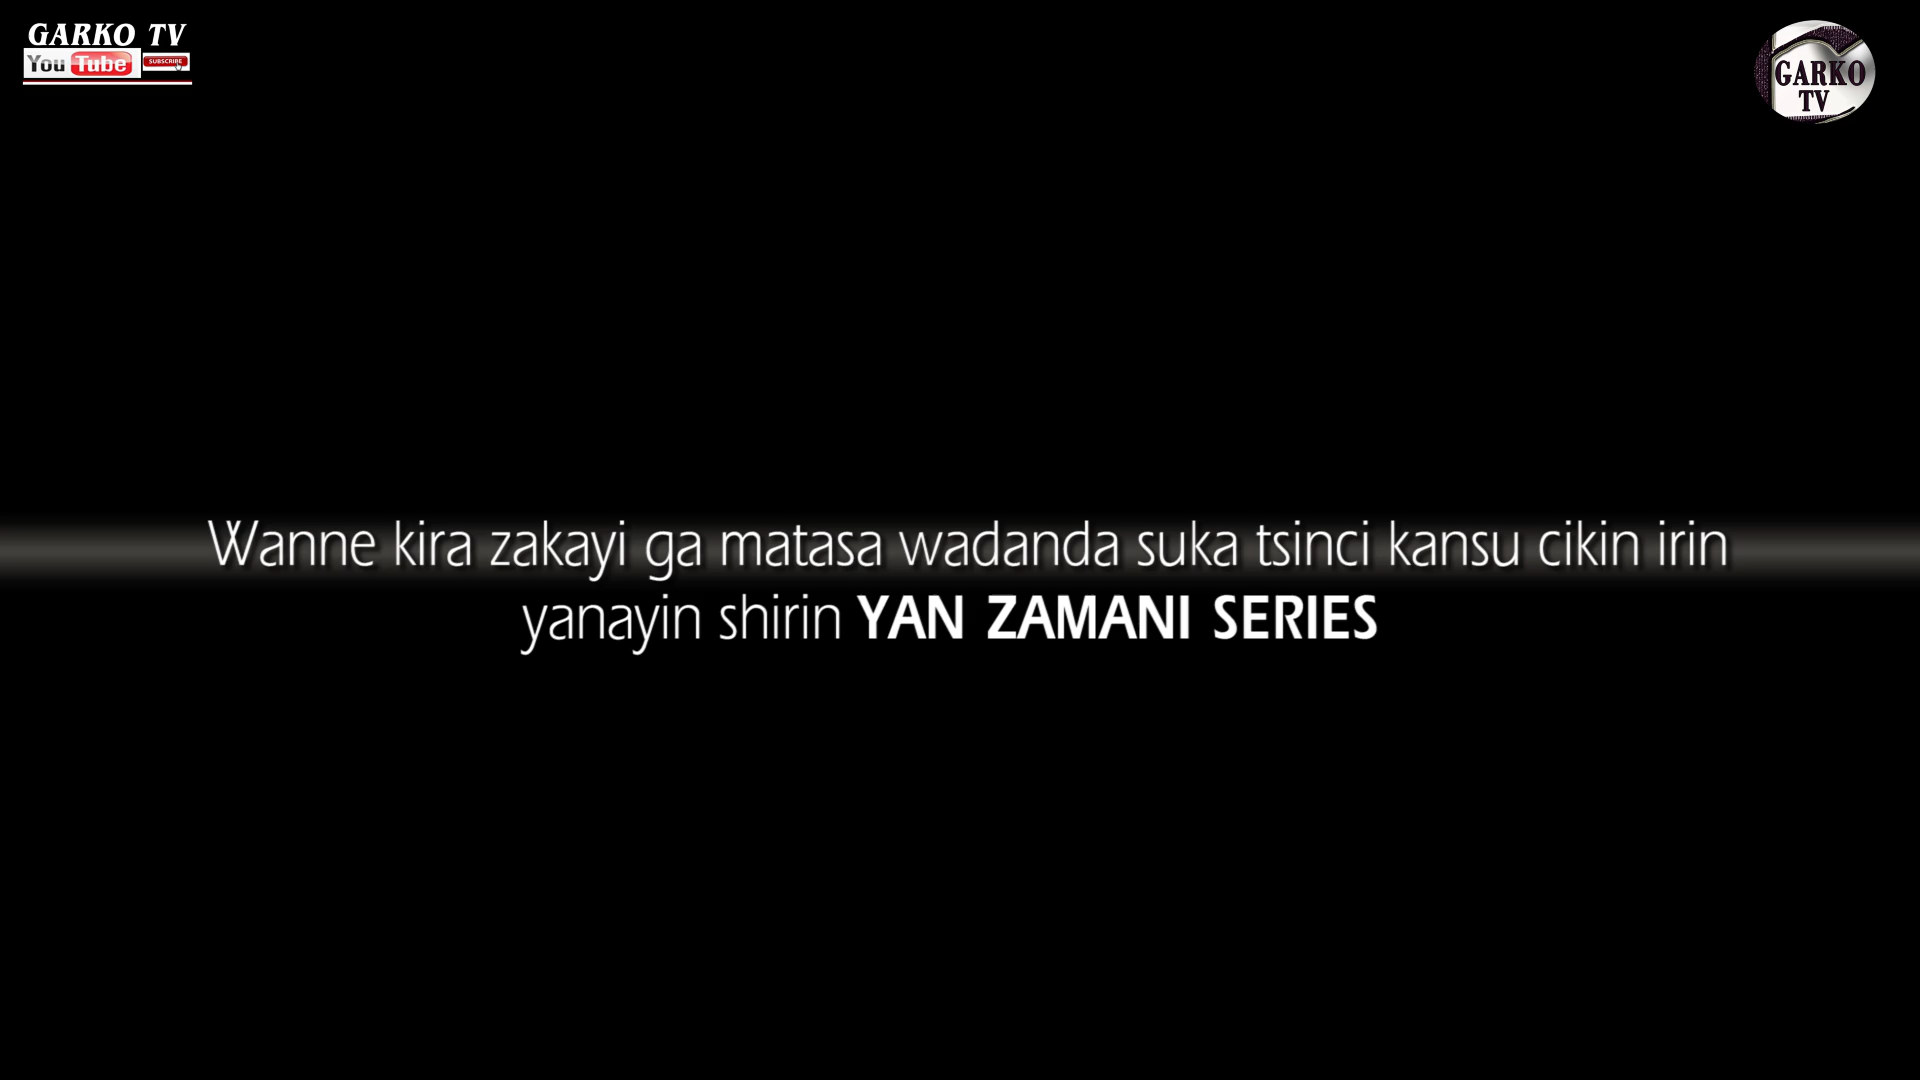 GARKO TV
You Tube SUBSCRIBE
GARKO
TV
Wanne kira zakayi ga matasa wadanda suka tsinci kansu cikin irin
yanayin shirin YAN ZAMANI SERIES